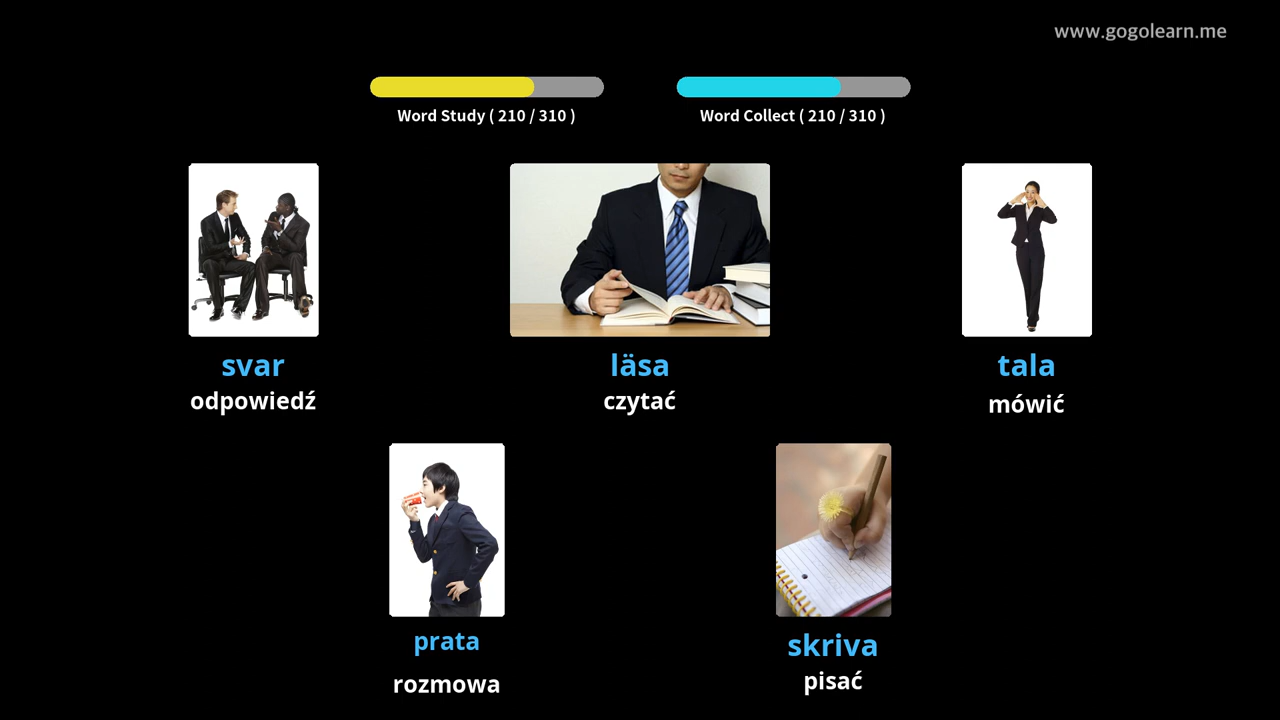 www.gogolearn.me
Word Study ( 210 / 310 )
Word Collect ( 210 / 310 )
svar
odpowiedź
läsa
czytać
tala
mówić
prata
rozmowa
skriva
pisać